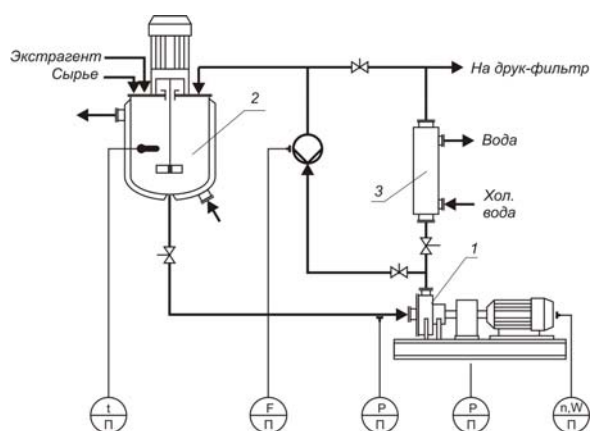 Экстрагент
Сырье
На друк-фильтр
2
Вода
3
Хол.
вода
1
t
П
F
П
P
П
P
П
n,W
П